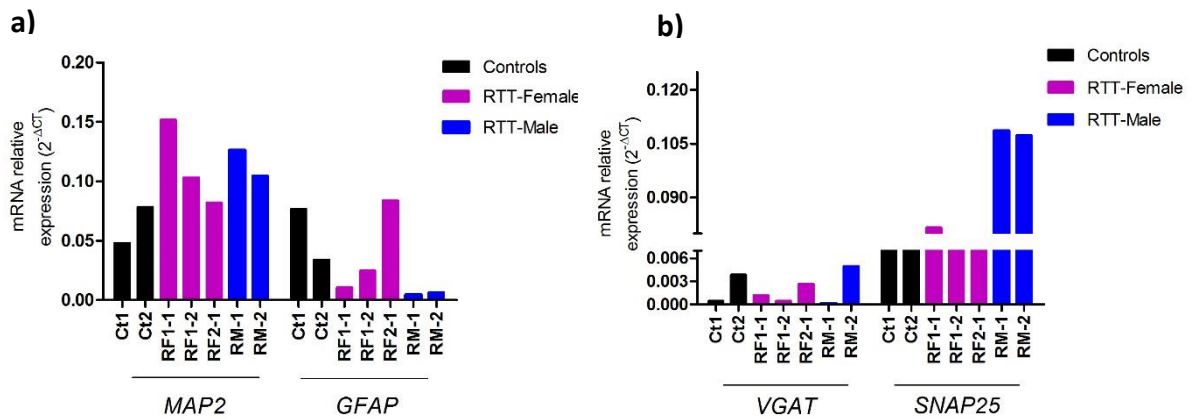 a)
mRNA relative
expression (2-ΔCT)
0.20
0.15
0.10
0.05
0.00
Controls
RTT-Female
RTT-Male
Ct1
Ct2
RF1-1
RF1-2
RF2-1
RM-1
RM-2
Ct1
Ct2
RF1-1
RF1-2
RF2-1
RM-1
RM-2
MAP2
GFAP
b)
mRNA relative
expression (2-ΔCT)
0.120
0.105
0.090
0.006
0.003
0.000
Controls
RTT-Female
RTT-Male
Ct1
Ct2
RF1-1
RF1-2
RF2-1
RM-1
RM-2
Ct1
Ct2
RF1-1
RF1-2
RF2-1
RM-1
RM-2
VGAT
SNAP25